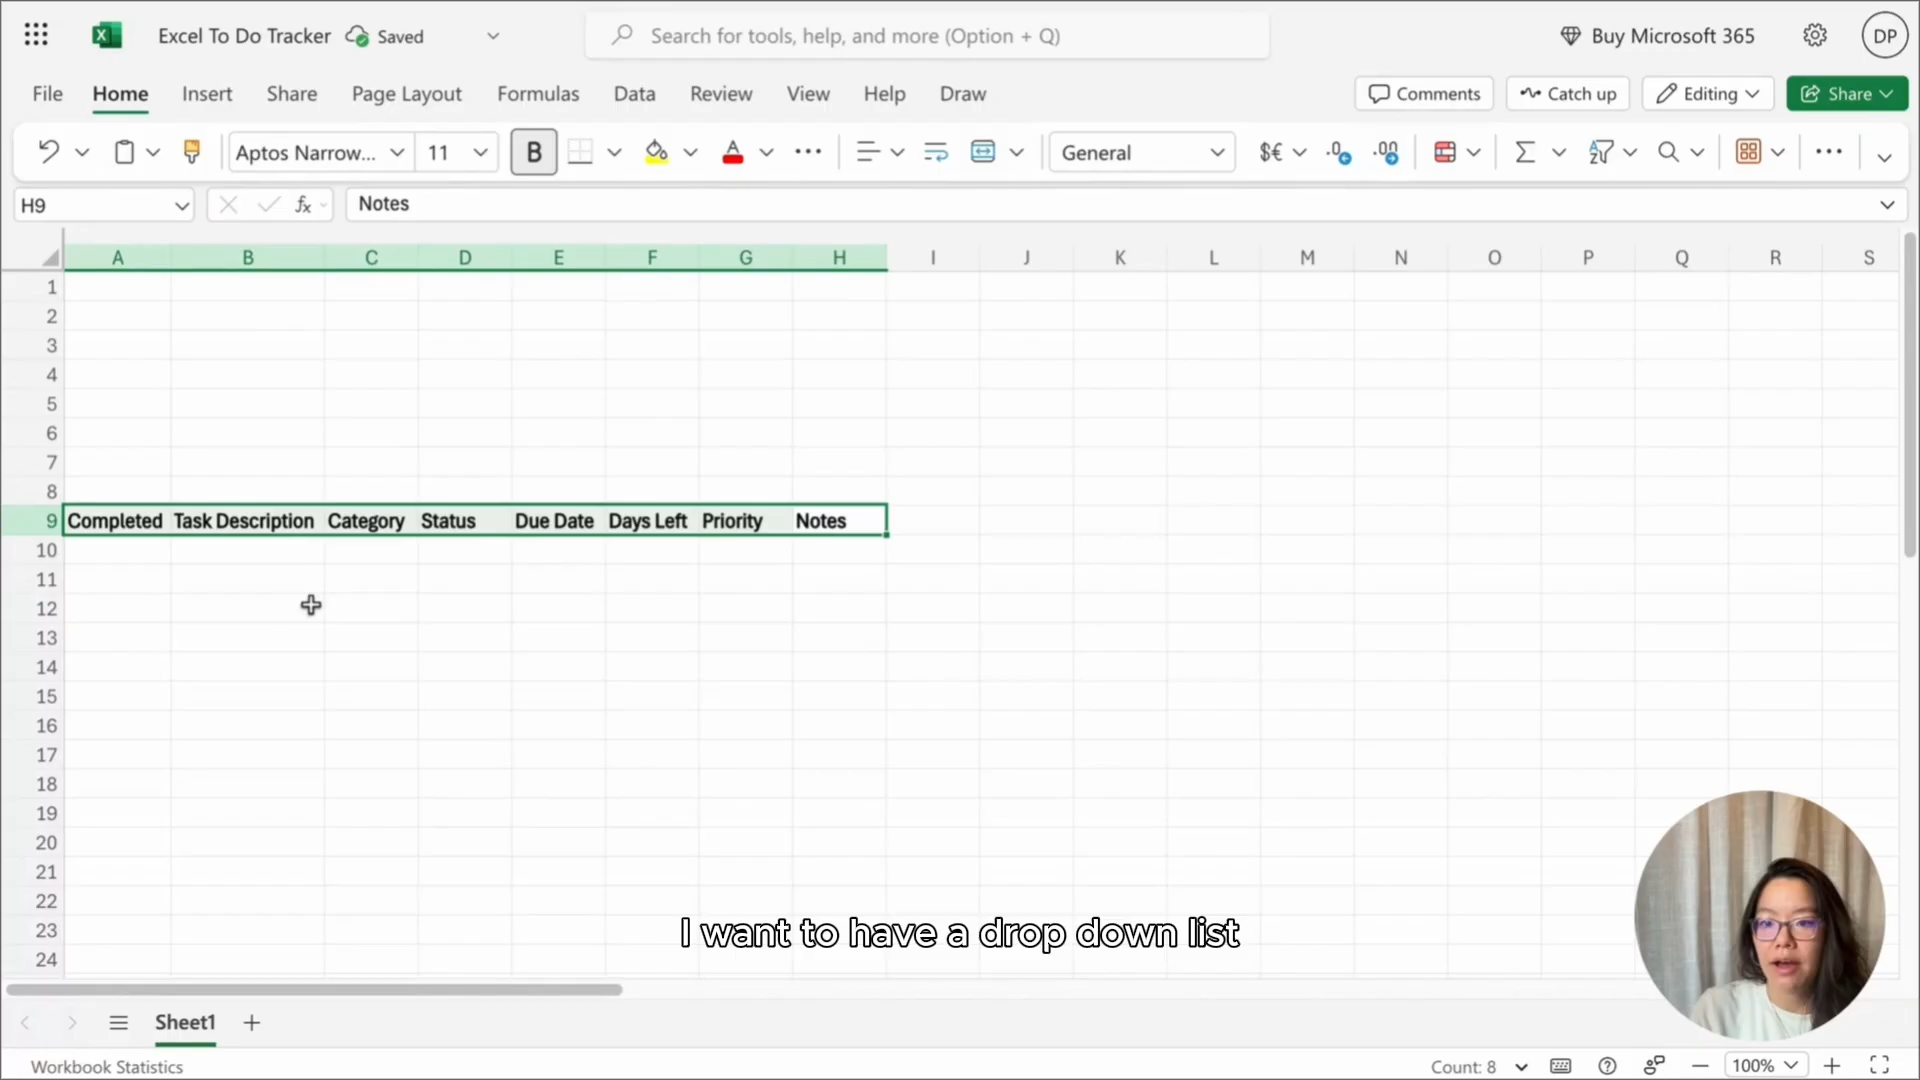 Excel To Do Tracker Saved
Search for tools, help, and more (Option + Q)
Buy Microsoft 365
DP
File Home Insert Share Page Layout Formulas Data Review View Help Draw
Comments Catch up Editing Share
Aptos Narrow... 11 B General $€
H9 fx Notes
A B C D E F G H I J K L M N O P Q R S
1
2
3
4
5
6
7
8
9 Completed Task Description Category Status Due Date Days Left Priority Notes
10
11
12
13
14
15
16
17
18
19
20
21
22
23
24
I want to have a drop down list
Sheet1
Workbook Statistics Count: 8 100%